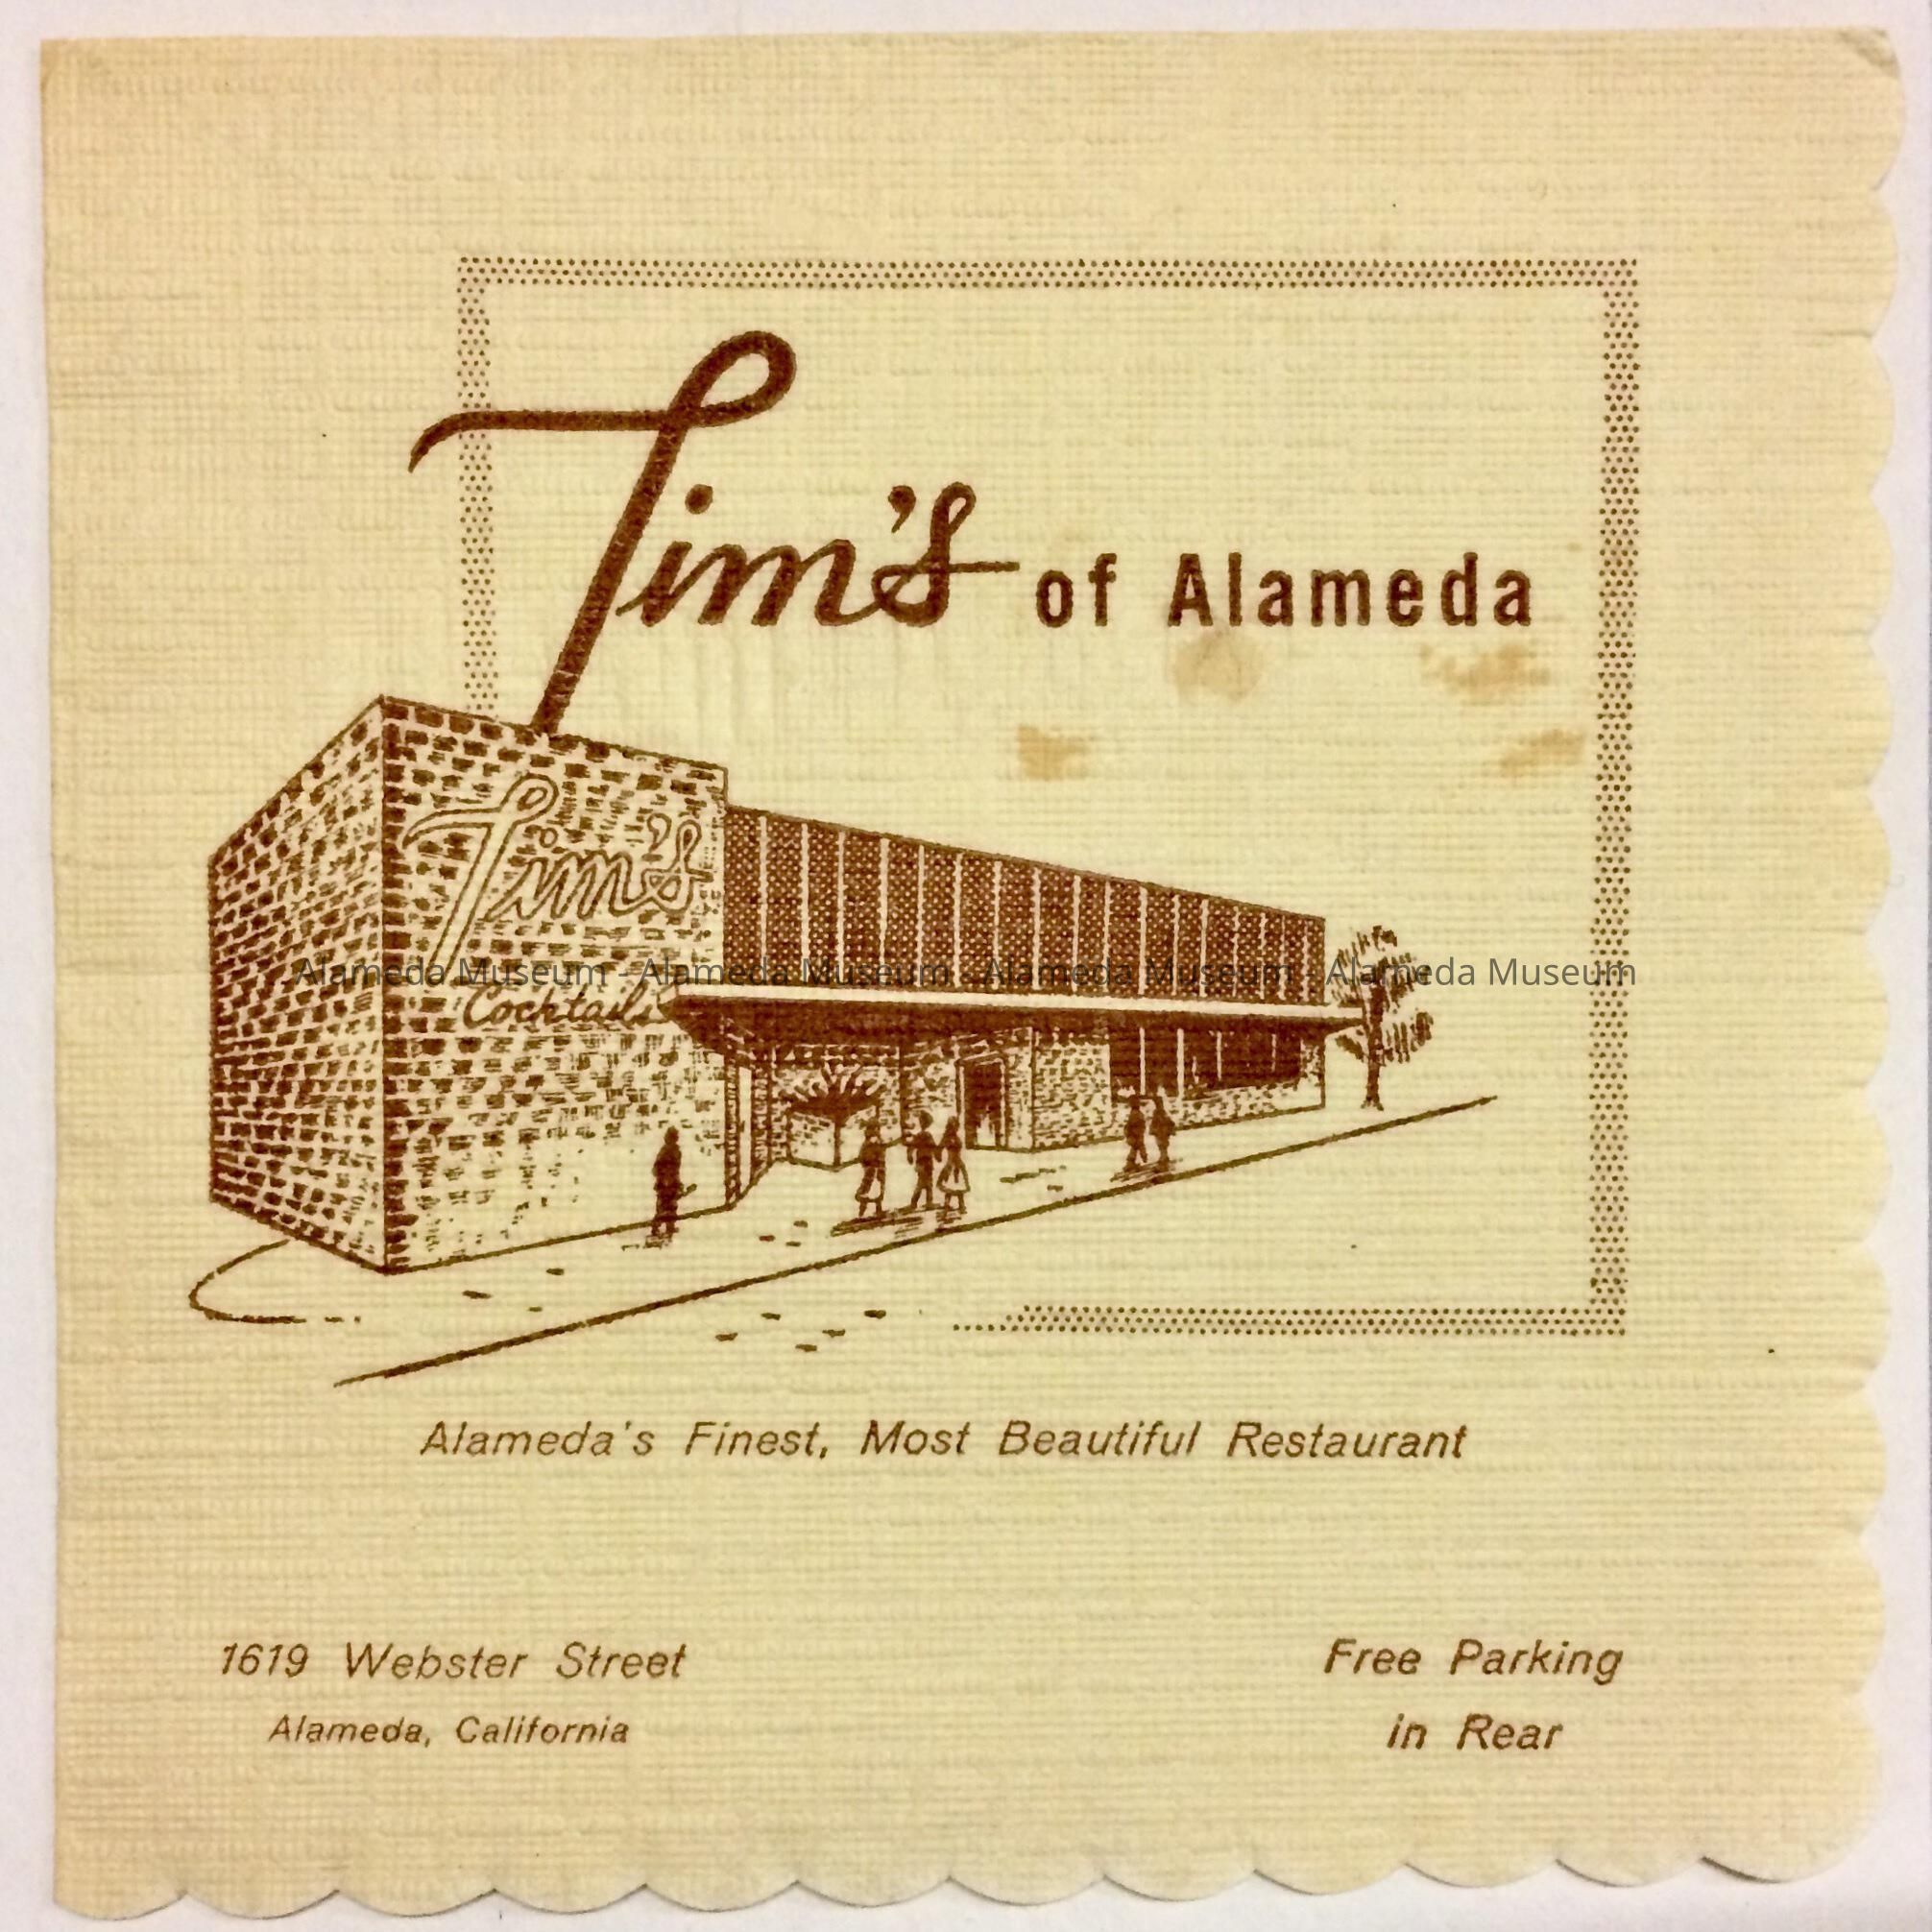 Tim's of Alameda
Tim's
Alameda Museum - Alameda Museum - Alameda Museum - Alameda Museum
Cocktails
Alameda's Finest, Most Beautiful Restaurant
1619 Webster Street
Alameda, California
Free Parking
in Rear